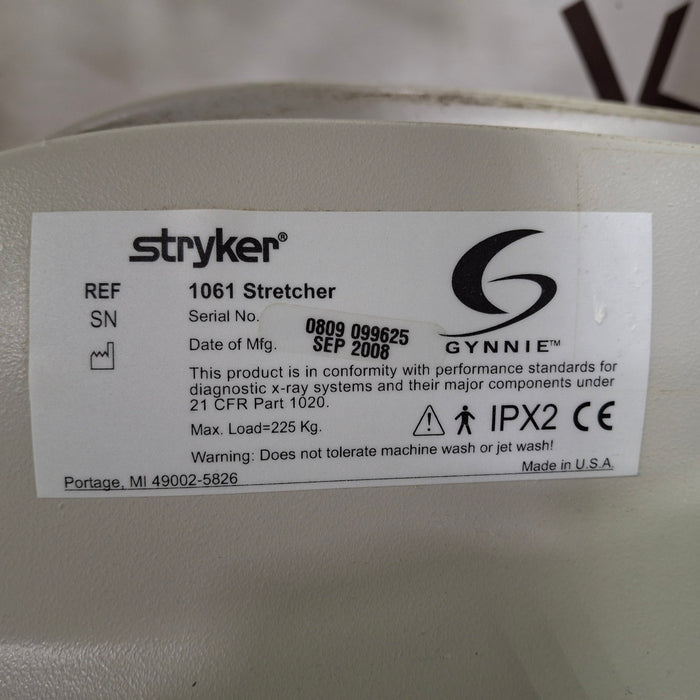 stryker®
REF 1061 Stretcher
SN Serial No. 0809 099625
Date of Mfg. SEP 2008
GYNNIE™
This product is in conformity with performance standards for
diagnostic x-ray systems and their major components under
21 CFR Part 1020.
Max. Load=225 Kg.
IPX2 CE
Warning: Does not tolerate machine wash or jet wash!
Portage, MI 49002-5826
Made in U.S.A.